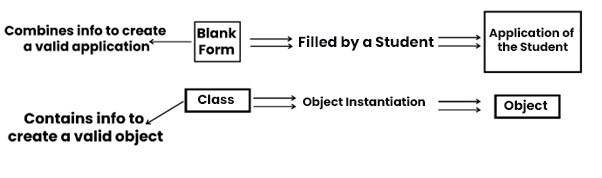 Combines info to create
a valid application
Blank
Form
Filled by a Student
Application of
the Student
Contains info to
create a valid object
Class
Object Instantiation
Object